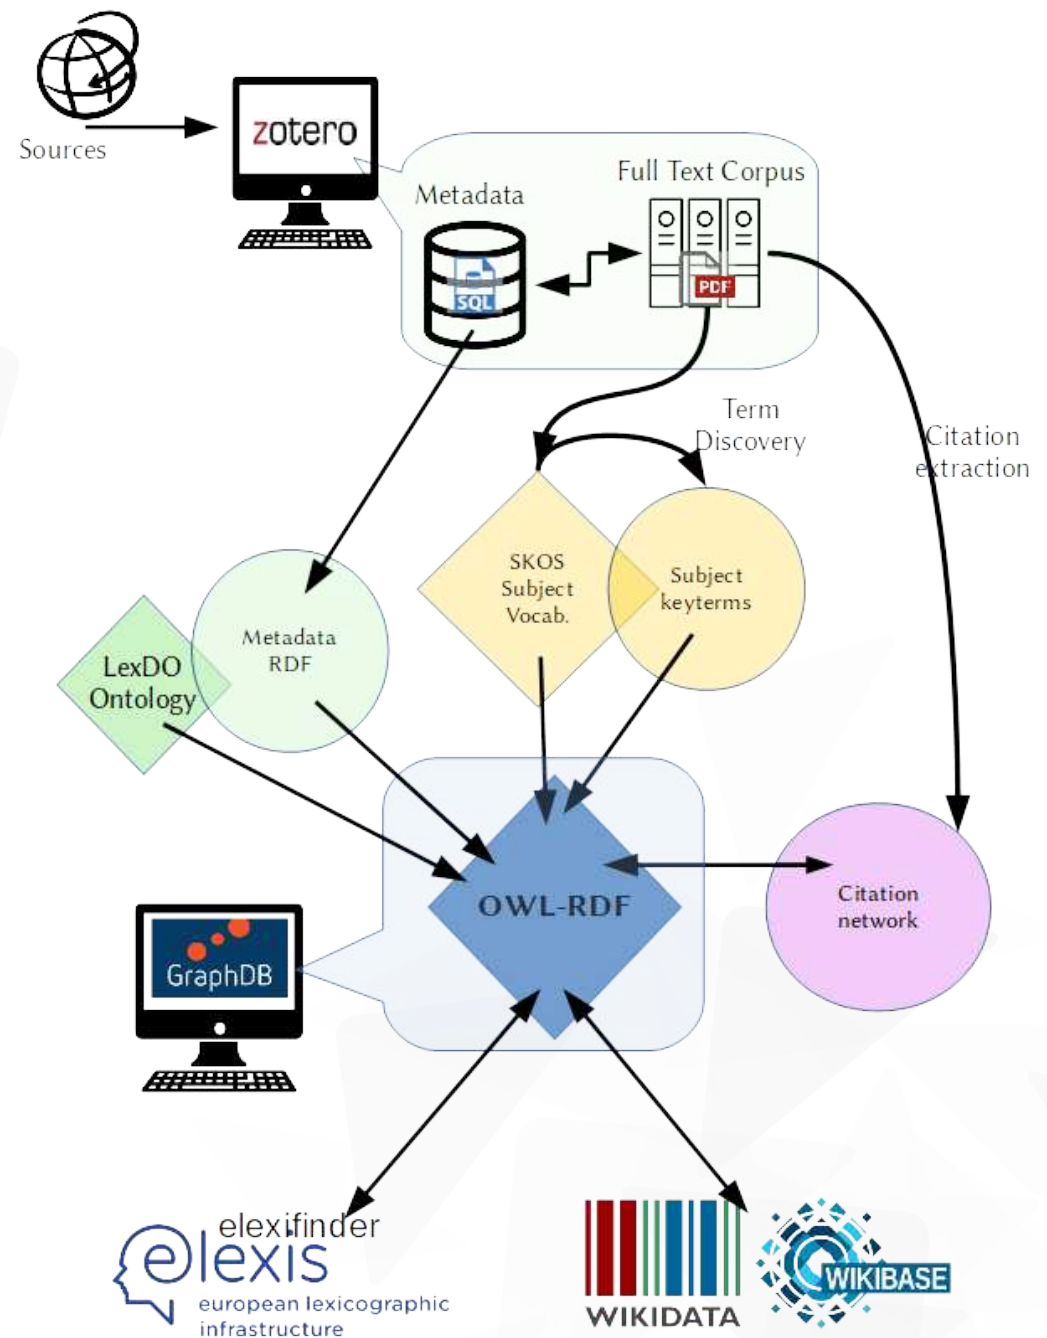 Sources
zotero
Metadata
Full Text Corpus
SQL
PDF
Term
Discovery
Citation
extraction
SKOS
Subject
Vocab.
Subject
keyterms
Metadada
RDF
LexDO
Ontology
OWL-RDF
Citation
network
GraphDB
elexifinder
elexis
european lexicographic
infrastructure
WIKIDATA
WIKIBASE